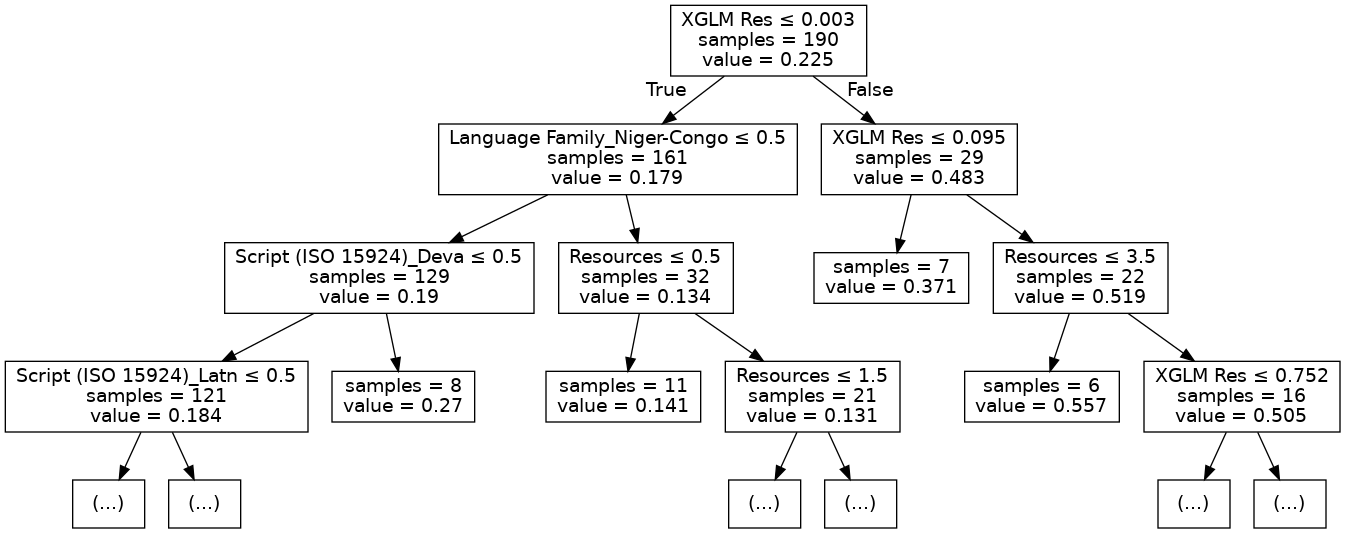 XGLM Res ≤ 0.003
samples = 190
value = 0.225
True
False
Language Family_Niger-Congo ≤ 0.5
samples = 161
value = 0.179
XGLM Res ≤ 0.095
samples = 29
value = 0.483
Script (ISO 15924)_Deva ≤ 0.5
samples = 129
value = 0.19
Resources ≤ 0.5
samples = 32
value = 0.134
samples = 7
value = 0.371
Resources ≤ 3.5
samples = 22
value = 0.519
Script (ISO 15924)_Latn ≤ 0.5
samples = 121
value = 0.184
samples = 8
value = 0.27
samples = 11
value = 0.141
Resources ≤ 1.5
samples = 21
value = 0.131
samples = 6
value = 0.557
XGLM Res ≤ 0.752
samples = 16
value = 0.505
(...)
(...)
(...)
(...)
(...)
(...)